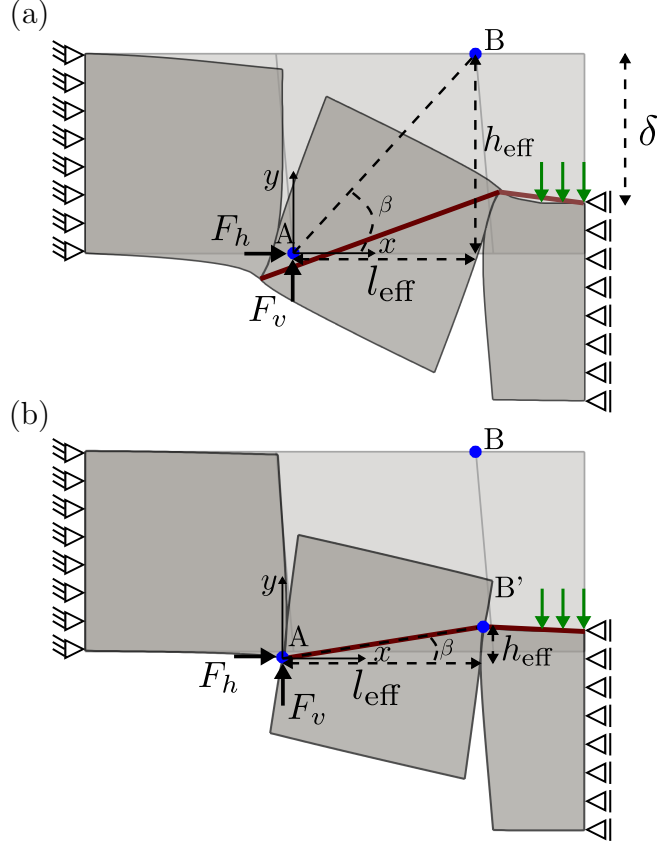 (a)
B
δ
h_eff
y
β
F_h
A
x
l_eff
F_v
(b)
B
y
B'
A
x
β
h_eff
F_h
l_eff
F_v